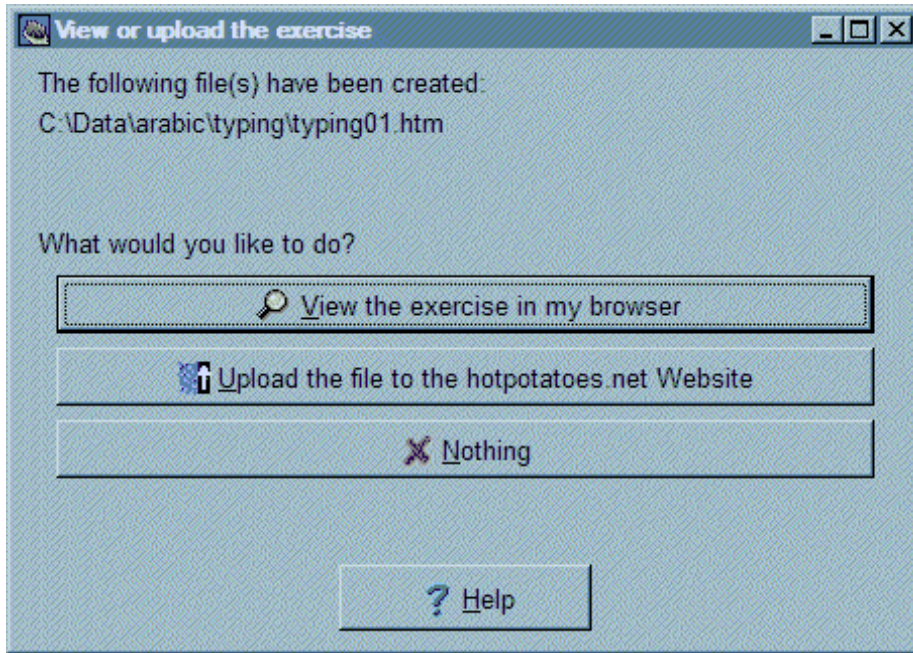 View or upload the exercise
The following file(s) have been created:
C:\Data\arabic\typing\typing01.htm
What would you like to do?
View the exercise in my browser
Upload the file to the hotpotatoes.net Website
Nothing
? Help